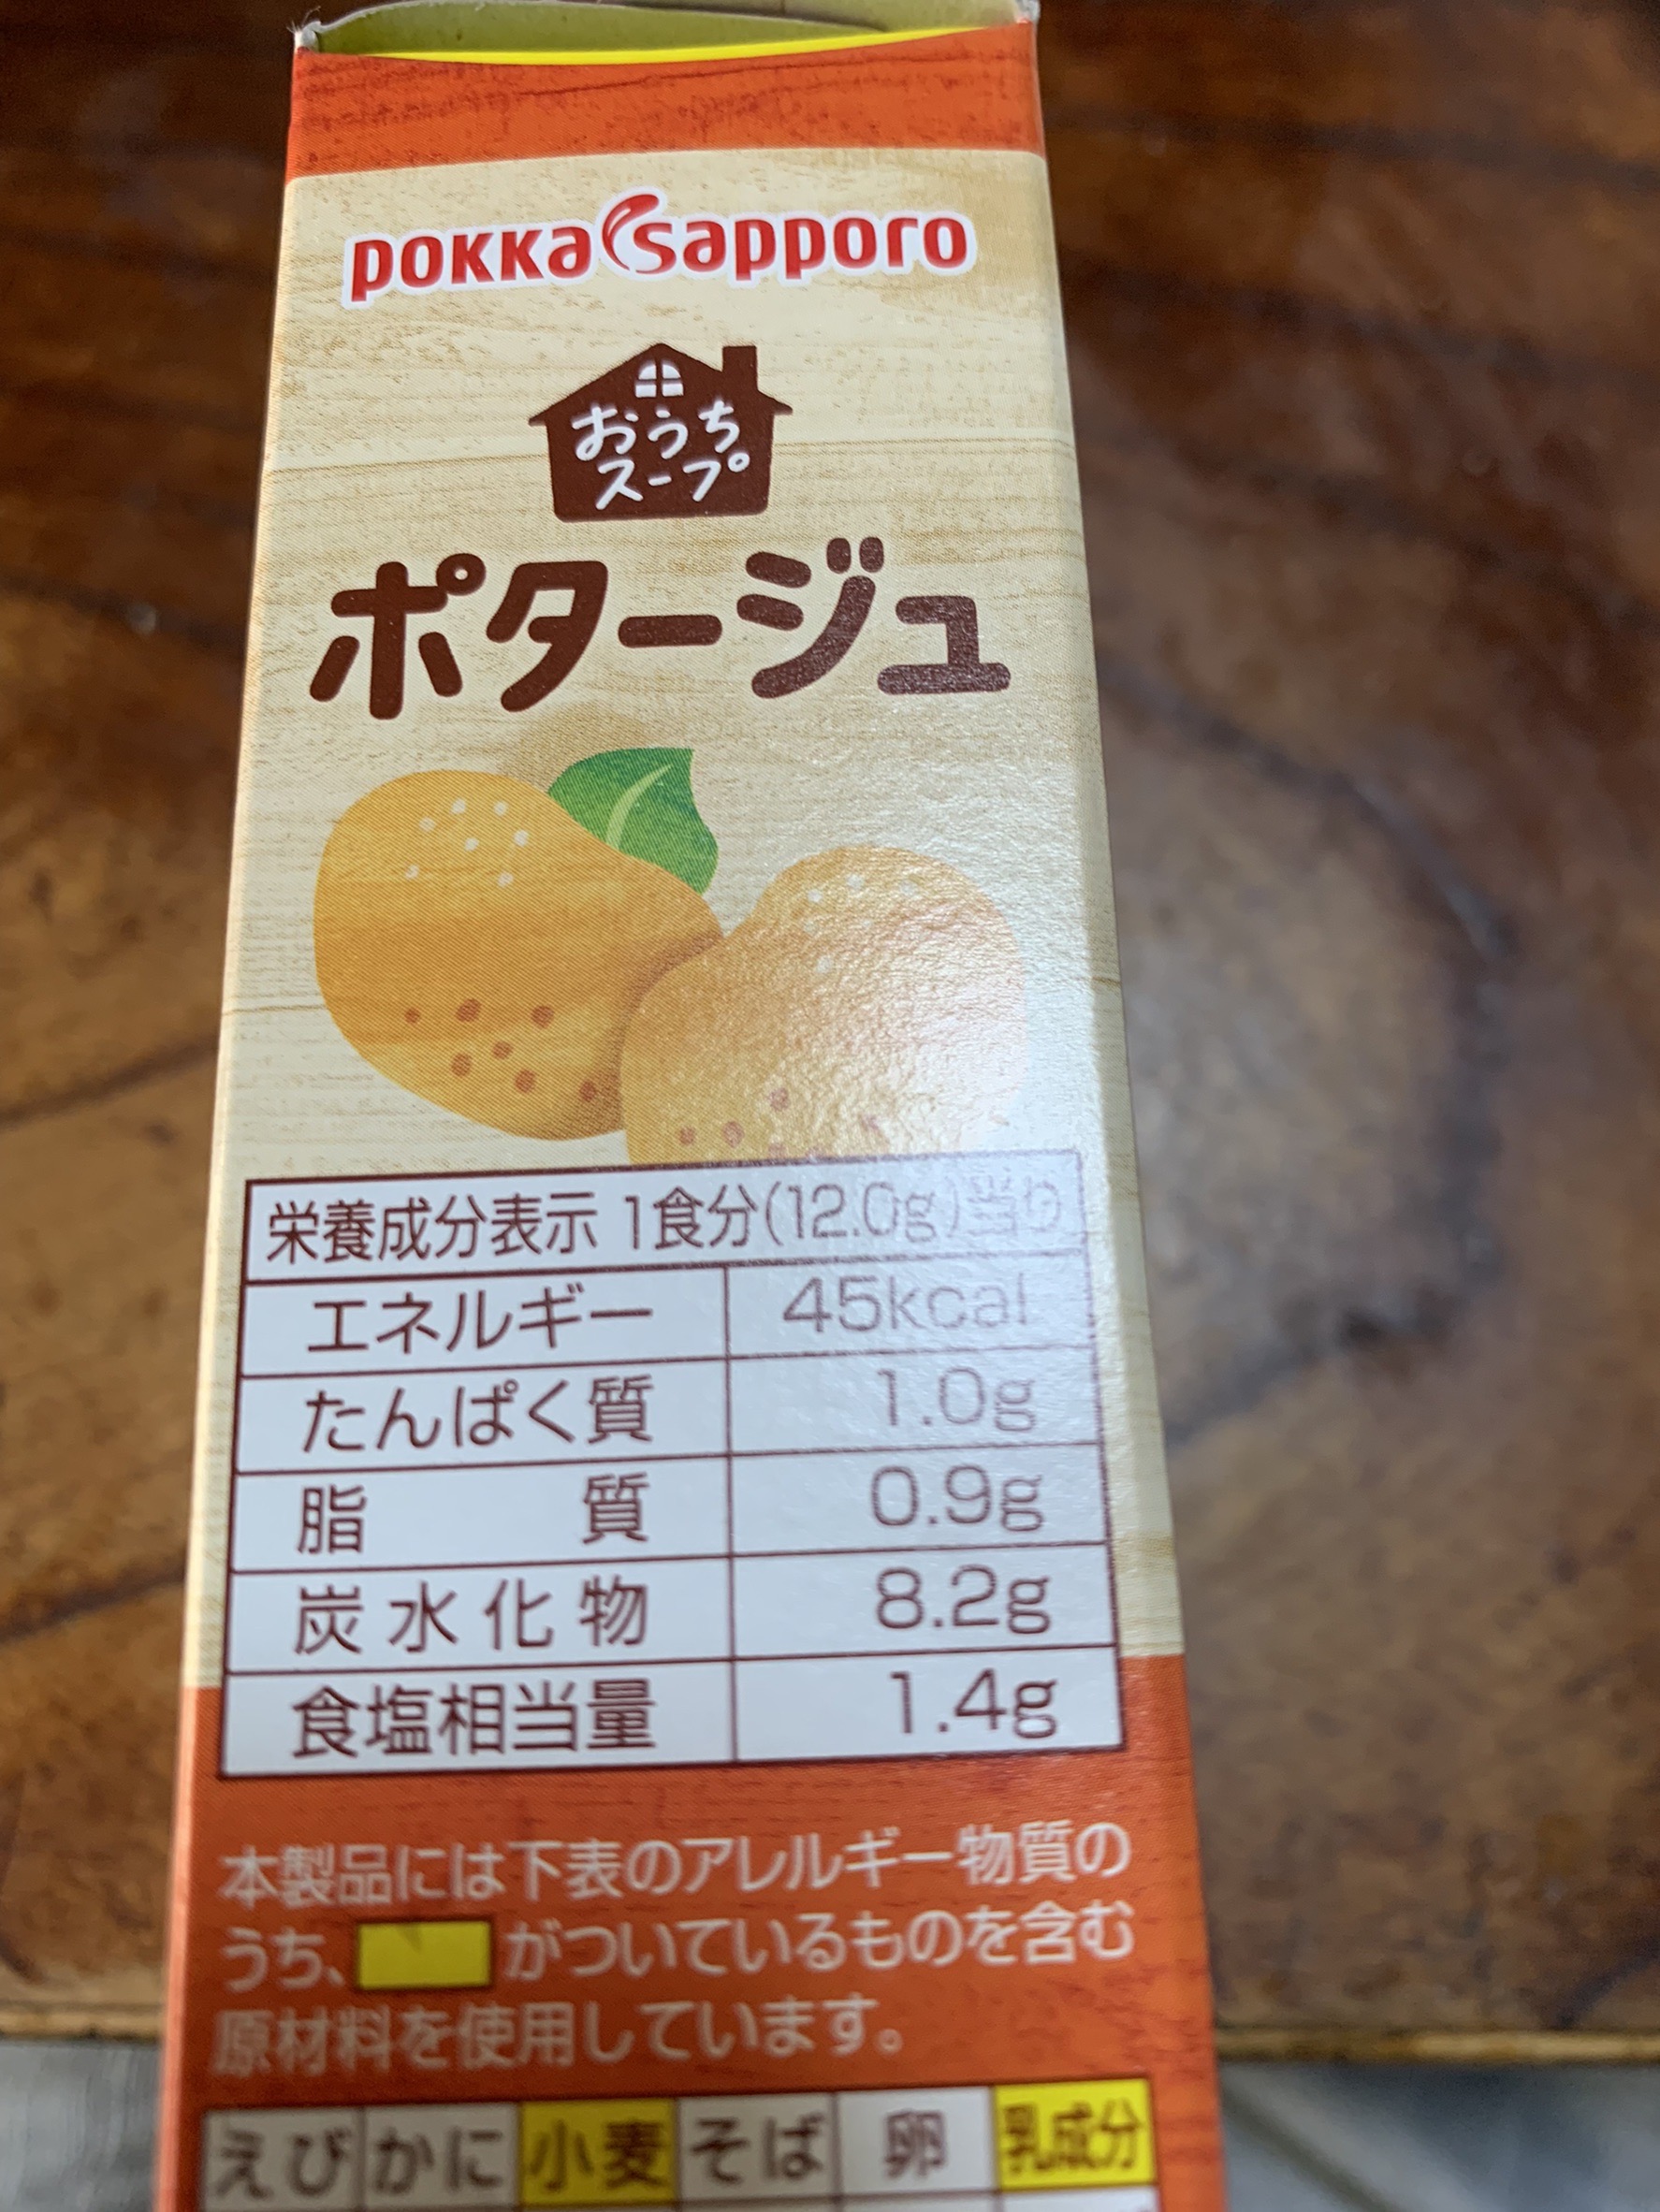 pokka sapporo
おうち
スープ
ポタージュ
栄養成分表示 1食分(12.0g)当り
エネルギー 45kcal
たんぱく質 1.0g
脂質 0.9g
炭水化物 8.2g
食塩相当量 1.4g
本製品には下表のアレルギー物質の
うち、 がついているものを含む
原材料を使用しています。
えび かに 小麦 そば 卵 乳成分